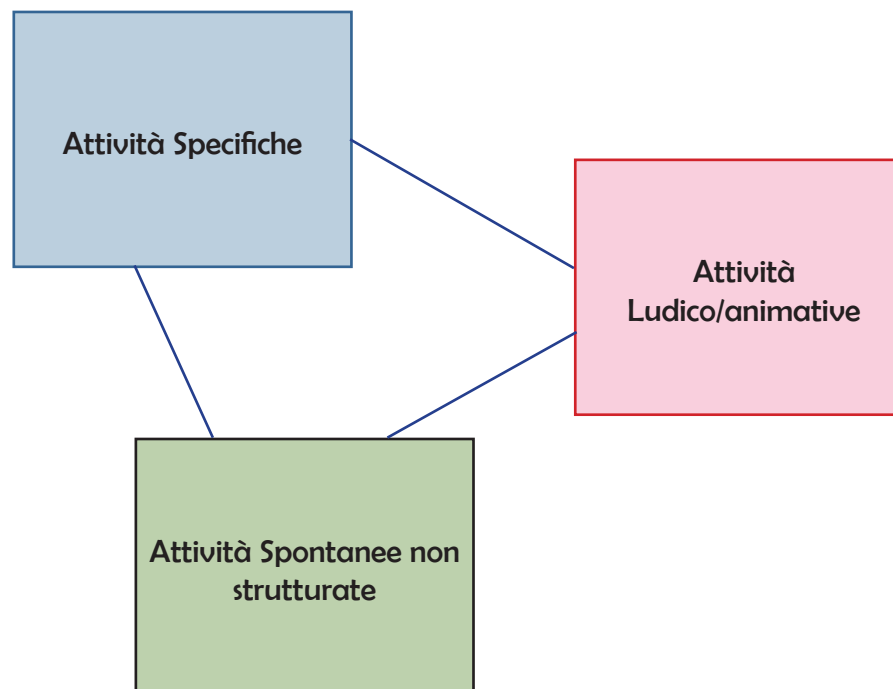 Attività Specifiche
Attività
Ludico/animative
Attività Spontanee non
strutturate